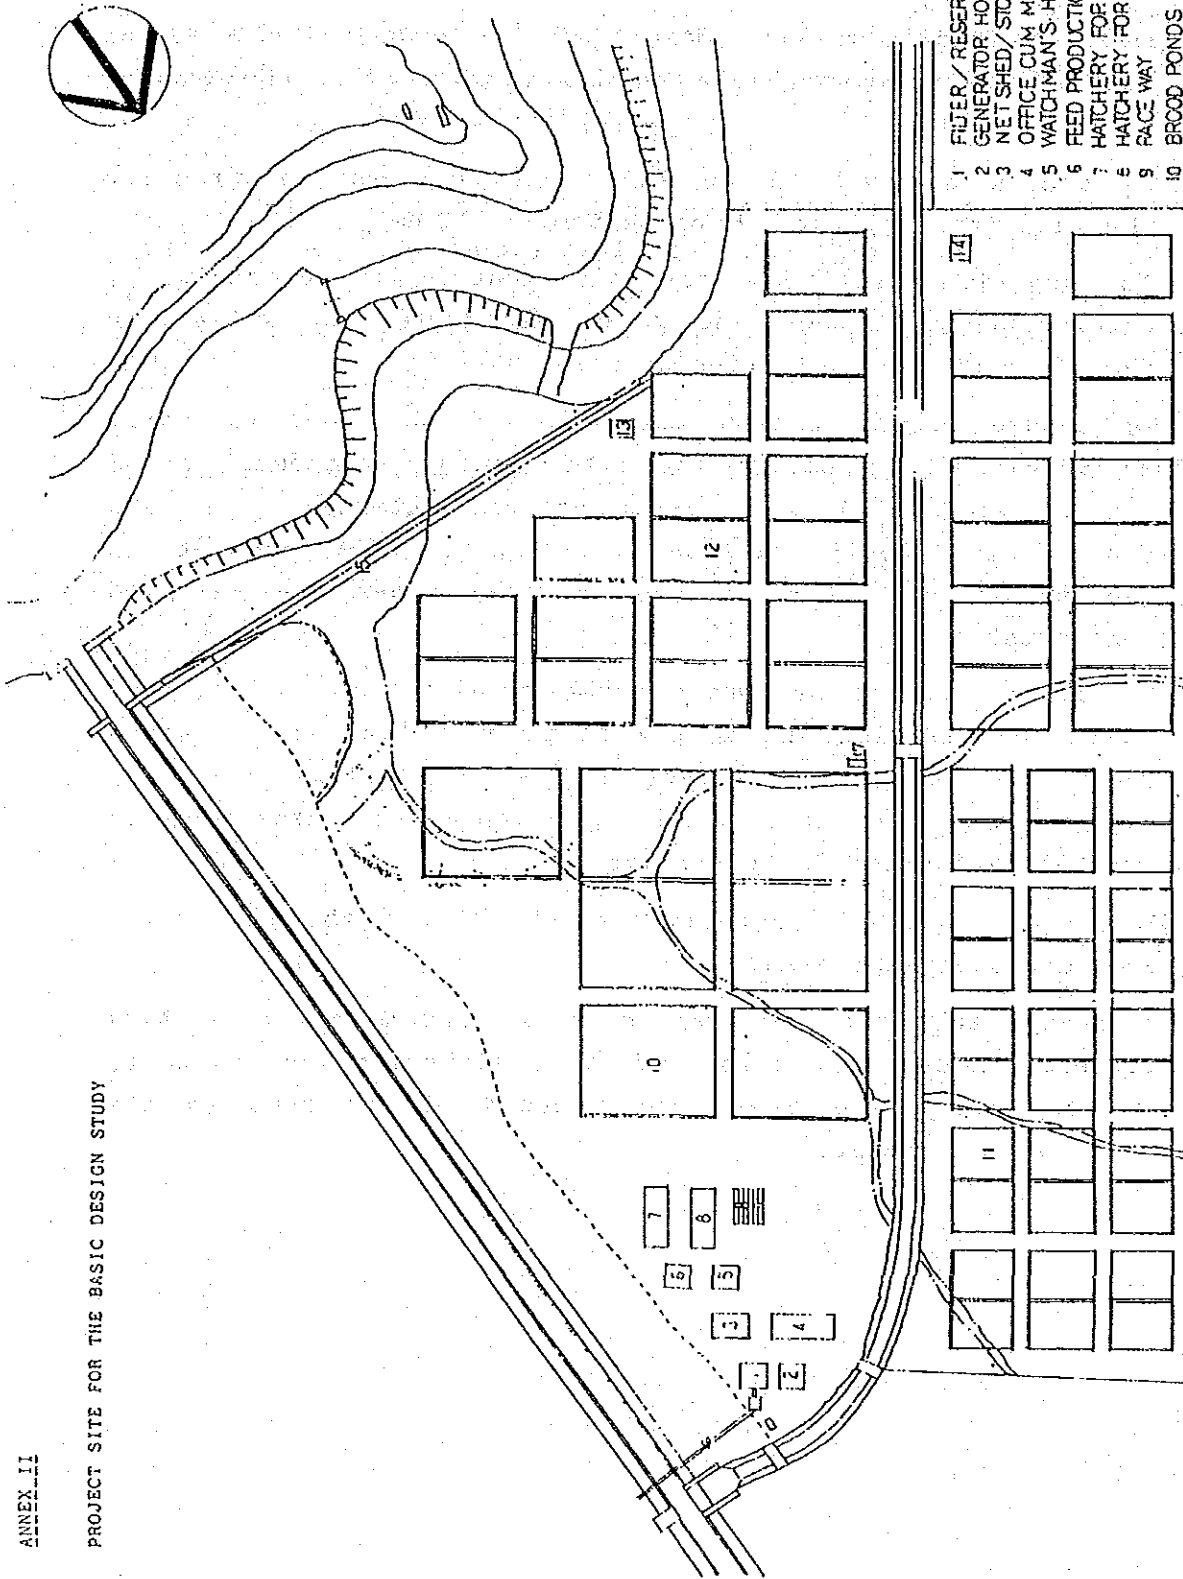 ANNEX II
PROJECT SITE FOR THE BASIC DESIGN STUDY
1 FILTER / RESER
2 GENERATOR HO
3 NET SHED / STO
4 OFFICE CUM M
5 WATCHMAN'S H
6 FEED PRODUCTI
7 HATCHERY FOR
8 HATCHERY FOR
9 RACE WAY
10 BROOD PONDS
13
14
12
17
10
11
7
8
6
5
3
4
1
2